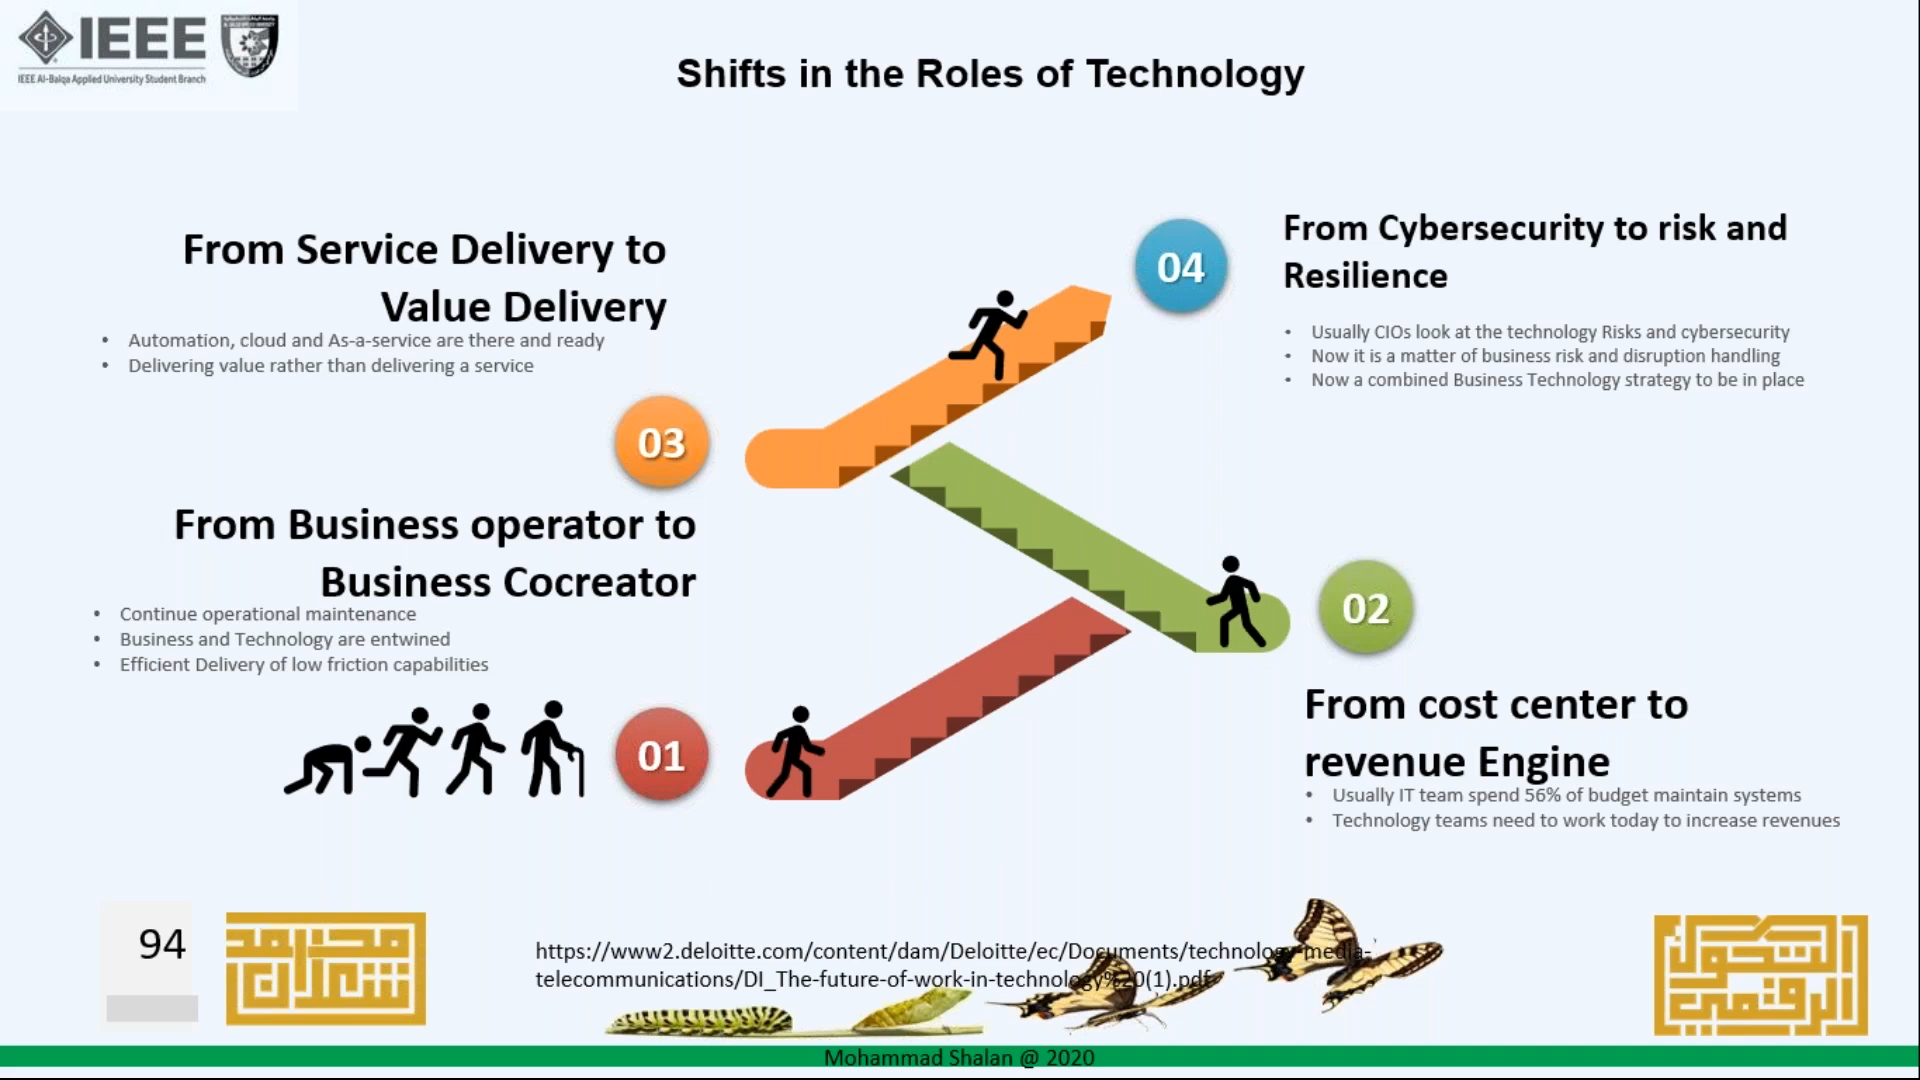 IEEE
IEEE Al-Balqa Applied University Student Branch
Shifts in the Roles of Technology
From Service Delivery to
Value Delivery
• Automation, cloud and As-a-service are there and ready
• Delivering value rather than delivering a service
03
04
From Cybersecurity to risk and
Resilience
• Usually CIOs look at the technology Risks and cybersecurity
• Now it is a matter of business risk and disruption handling
• Now a combined Business Technology strategy to be in place
From Business operator to
Business Cocreator
• Continue operational maintenance
• Business and Technology are entwined
• Efficient Delivery of low friction capabilities
01
02
From cost center to
revenue Engine
• Usually IT team spend 56% of budget maintain systems
• Technology teams need to work today to increase revenues
94
محمد
شعلان
https://www2.deloitte.com/content/dam/Deloitte/ec/Documents/technology-media-
telecommunications/DI_The-future-of-work-in-technology%20(1).pdf
التحول
الرقمي
Mohammad Shalan @ 2020